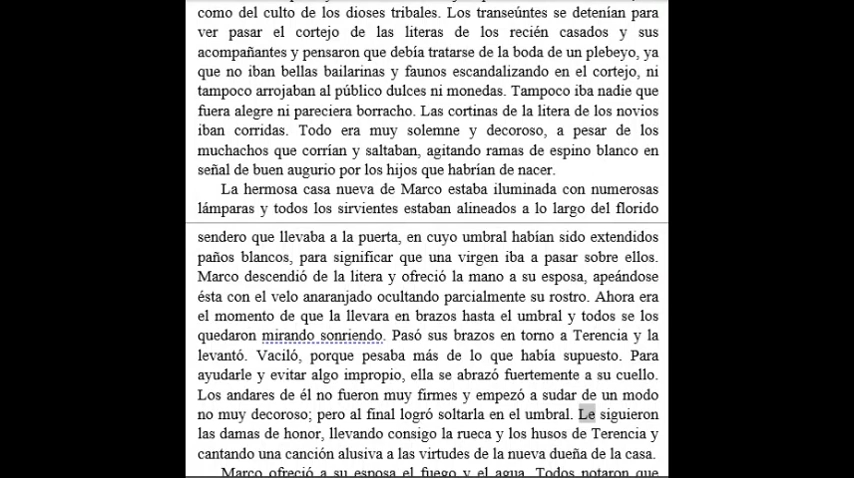 como del culto de los dioses tribales. Los transeúntes se detenían para
ver pasar el cortejo de las literas de los recién casados y sus
acompañantes y pensaron que debía tratarse de la boda de un plebeyo, ya
que no iban bellas bailarinas y faunos escandalizando en el cortejo, ni
tampoco arrojaban al público dulces ni monedas. Tampoco iba nadie que
fuera alegre ni pareciera borracho. Las cortinas de la litera de los novios
iban corridas. Todo era muy solemne y decoroso, a pesar de los
muchachos que corrían y saltaban, agitando ramas de espino blanco en
señal de buen augurio por los hijos que habrían de nacer.
La hermosa casa nueva de Marco estaba iluminada con numerosas
lámparas y todos los sirvientes estaban alineados a lo largo del florido
sendero que llevaba a la puerta, en cuyo umbral habían sido extendidos
paños blancos, para significar que una virgen iba a pasar sobre ellos.
Marco descendió de la litera y ofreció la mano a su esposa, apeándose
ésta con el velo anaranjado ocultando parcialmente su rostro. Ahora era
el momento de que la llevara en brazos hasta el umbral y todos se los
quedaron mirando sonriendo. Pasó sus brazos en torno a Terencia y la
levantó. Vaciló, porque pesaba más de lo que había supuesto. Para
ayudarle y evitar algo impropio, ella se abrazó fuertemente a su cuello.
Los andares de él no fueron muy firmes y empezó a sudar de un modo
no muy decoroso; pero al final logró soltarla en el umbral. Le siguieron
las damas de honor, llevando consigo la rueca y los husos de Terencia y
cantando una canción alusiva a las virtudes de la nueva dueña de la casa.
Marco ofreció a su esposa el fuego y el agua. Todos notaron que